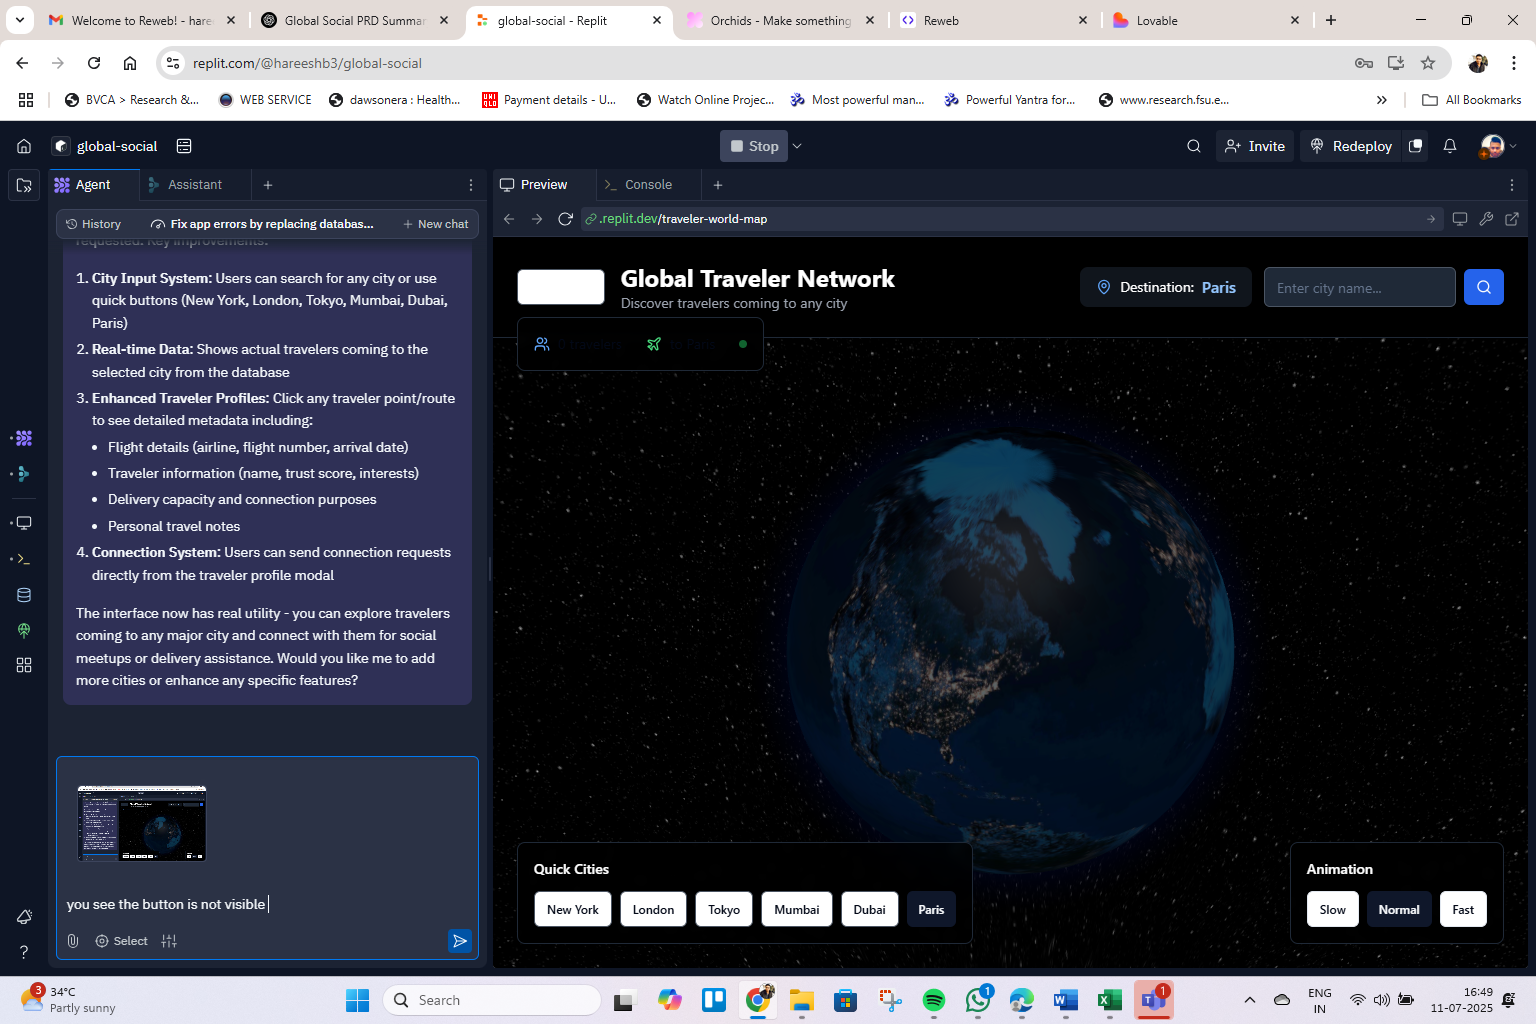 Welcome to Reweb! - haree
Global Social PRD Summar
global-social - Replit
Orchids - Make something
Reweb
Lovable
replit.com/@hareeshb3/global-social
BVCA > Research &...
WEB SERVICE
dawsonera : Health...
UNI QLO
Payment details - U...
Watch Online Projec...
Most powerful man...
Powerful Yantra for...
www.research.fsu.e...
All Bookmarks
global-social
Stop
Invite
Redeploy
Agent
Assistant
Preview
Console
History
Fix app errors by replacing databas...
New chat
.replit.dev/traveler-world-map
requested. Key improvements:
1. City Input System: Users can search for any city or use
quick buttons (New York, London, Tokyo, Mumbai, Dubai,
Paris)
2. Real-time Data: Shows actual travelers coming to the
selected city from the database
3. Enhanced Traveler Profiles: Click any traveler point/route
to see detailed metadata including:
• Flight details (airline, flight number, arrival date)
• Traveler information (name, trust score, interests)
• Delivery capacity and connection purposes
• Personal travel notes
4. Connection System: Users can send connection requests
directly from the traveler profile modal
The interface now has real utility - you can explore travelers
coming to any major city and connect with them for social
meetups or delivery assistance. Would you like me to add
more cities or enhance any specific features?
you see the button is not visible
Select
Global Traveler Network
Discover travelers coming to any city
Destination: Paris
Enter city name...
Quick Cities
New York
London
Tokyo
Mumbai
Dubai
Paris
Animation
Slow
Normal
Fast
3
34°C
Partly sunny
Search
1
1
ENG
IN
16:49
11-07-2025